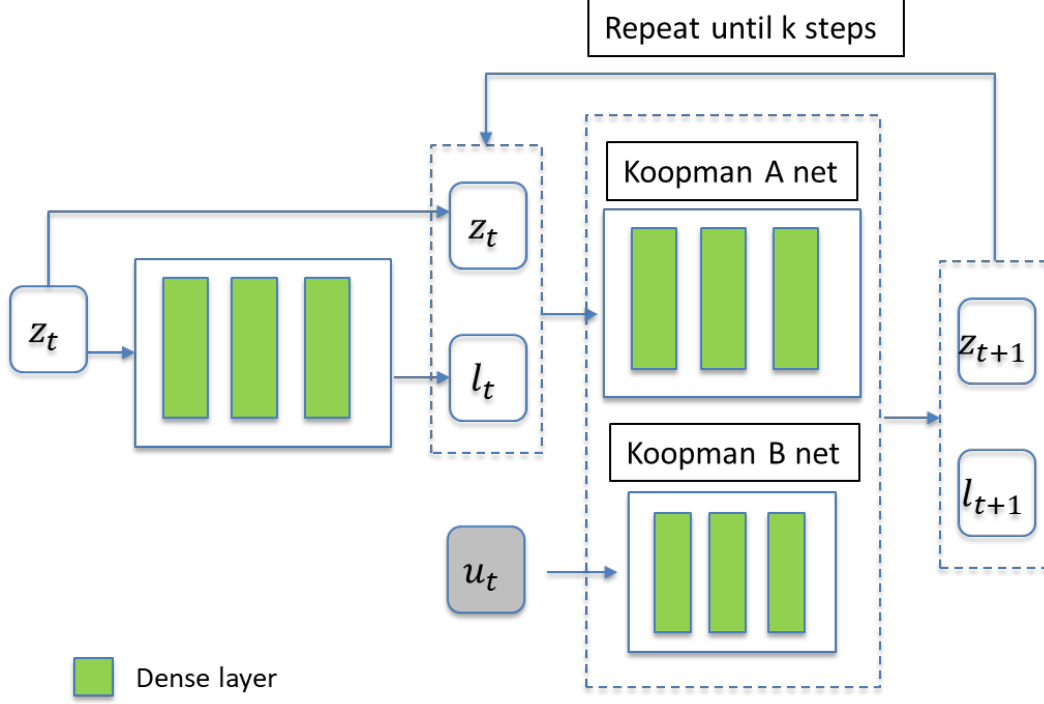 Repeat until k steps
Koopman A net
z_t
z_t
l_t
z_{t+1}
Koopman B net
l_{t+1}
u_t
Dense layer